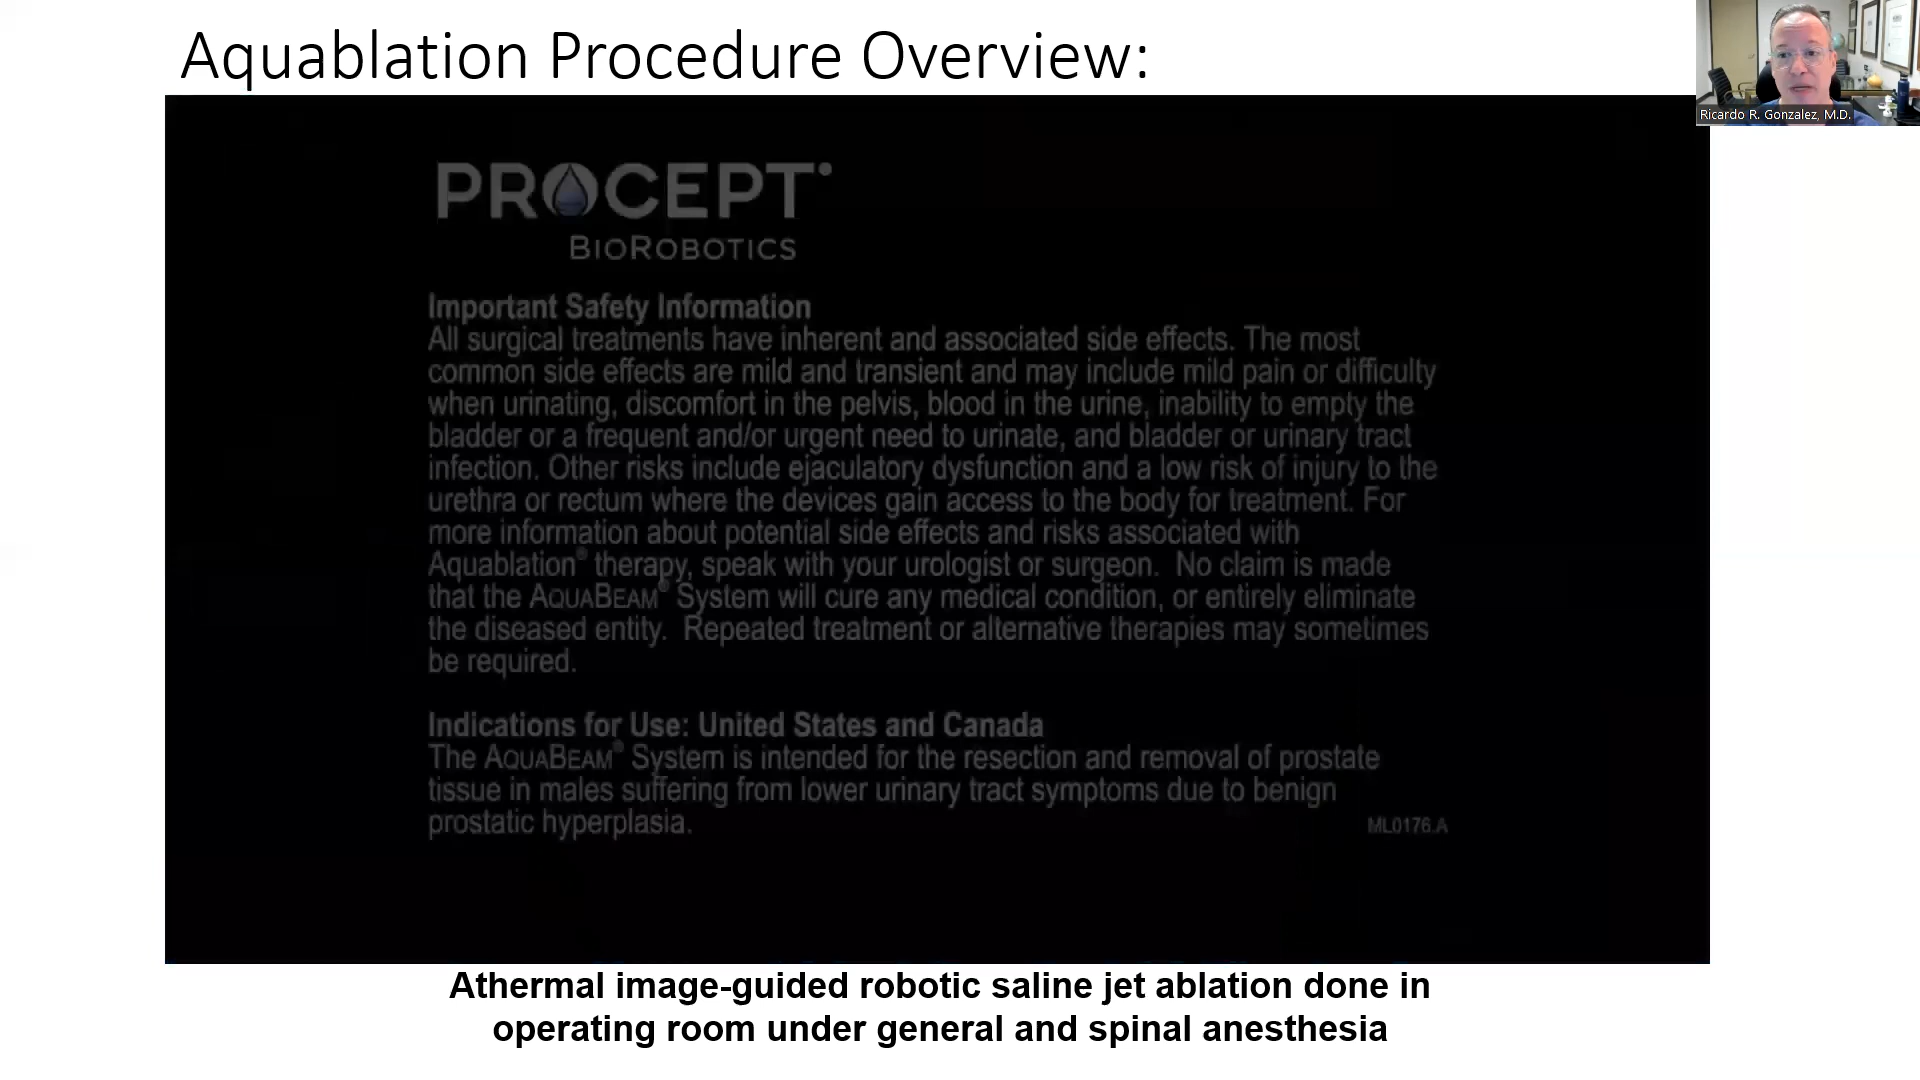 Aquablation Procedure Overview:
Ricardo R. Gonzalez, M.D.
PROCEPT
BIOROBOTICS
Important Safety Information
All surgical treatments have inherent and associated side effects. The most
common side effects are mild and transient and may include mild pain or difficulty
when urinating, discomfort in the pelvis, blood in the urine, inability to empty the
bladder or a frequent and/or urgent need to urinate, and bladder or urinary tract
infection. Other risks include ejaculatory dysfunction and a low risk of injury to the
urethra or rectum where the devices gain access to the body for treatment. For
more information about potential side effects and risks associated with
Aquablation® therapy, speak with your urologist or surgeon.  No claim is made
that the AQUABEAM® System will cure any medical condition, or entirely eliminate
the diseased entity.  Repeated treatment or alternative therapies may sometimes
be required.
Indications for Use: United States and Canada
The AQUABEAM® System is intended for the resection and removal of prostate
tissue in males suffering from lower urinary tract symptoms due to benign
prostatic hyperplasia.
ML0176.A
Athermal image-guided robotic saline jet ablation done in
operating room under general and spinal anesthesia